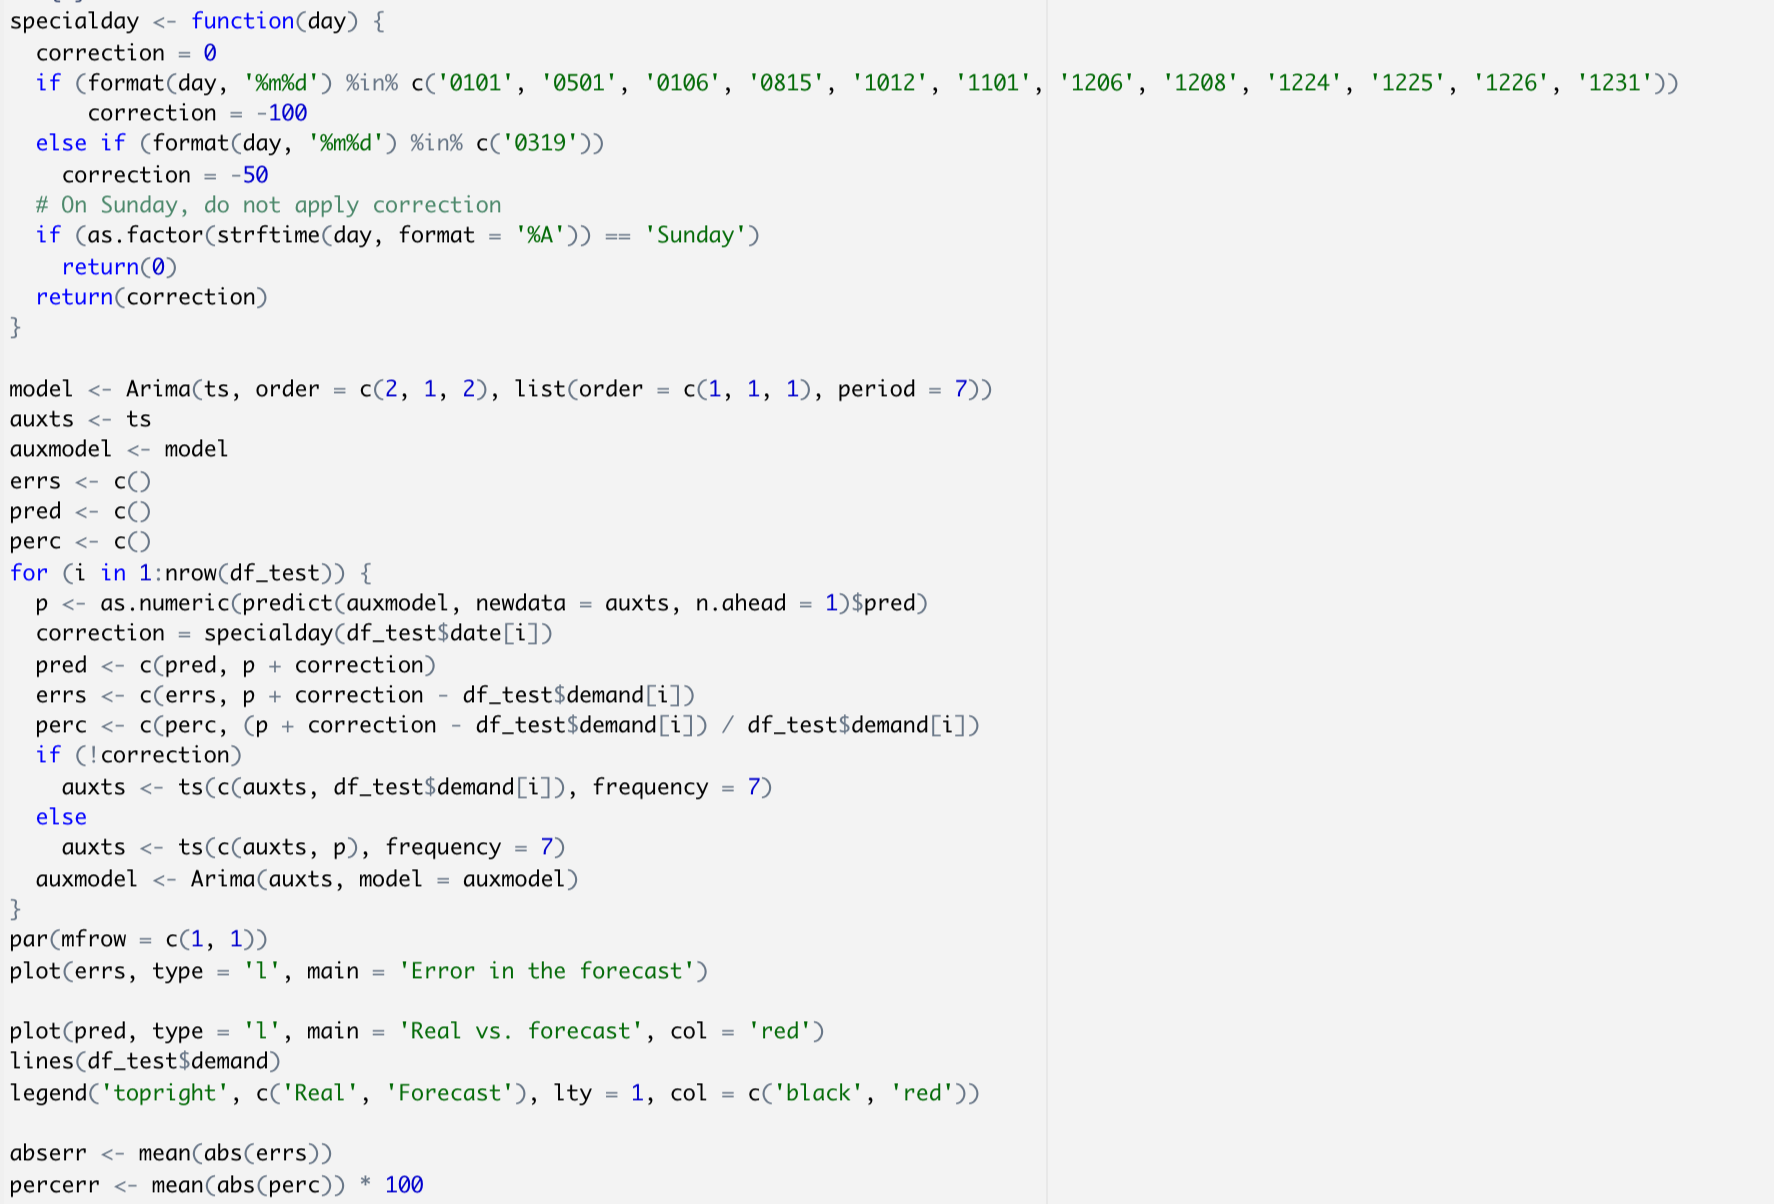 specialday <- function(day) {
  correction = 0
  if (format(day, '%m%d') %in% c('0101', '0501', '0106', '0815', '1012', '1101', '1206', '1208', '1224', '1225', '1226', '1231'))
      correction = -100
  else if (format(day, '%m%d') %in% c('0319'))
    correction = -50
  # On Sunday, do not apply correction
  if (as.factor(strftime(day, format = '%A')) == 'Sunday')
    return(0)
  return(correction)
}

model <- Arima(ts, order = c(2, 1, 2), list(order = c(1, 1, 1), period = 7))
auxts <- ts
auxmodel <- model
errs <- c()
pred <- c()
perc <- c()
for (i in 1:nrow(df_test)) {
  p <- as.numeric(predict(auxmodel, newdata = auxts, n.ahead = 1)$pred)
  correction = specialday(df_test$date[i])
  pred <- c(pred, p + correction)
  errs <- c(errs, p + correction - df_test$demand[i])
  perc <- c(perc, (p + correction - df_test$demand[i]) / df_test$demand[i])
  if (!correction)
    auxts <- ts(c(auxts, df_test$demand[i]), frequency = 7)
  else
    auxts <- ts(c(auxts, p), frequency = 7)
  auxmodel <- Arima(auxts, model = auxmodel)
}
par(mfrow = c(1, 1))
plot(errs, type = 'l', main = 'Error in the forecast')

plot(pred, type = 'l', main = 'Real vs. forecast', col = 'red')
lines(df_test$demand)
legend('topright', c('Real', 'Forecast'), lty = 1, col = c('black', 'red'))

abserr <- mean(abs(errs))
percerr <- mean(abs(perc)) * 100